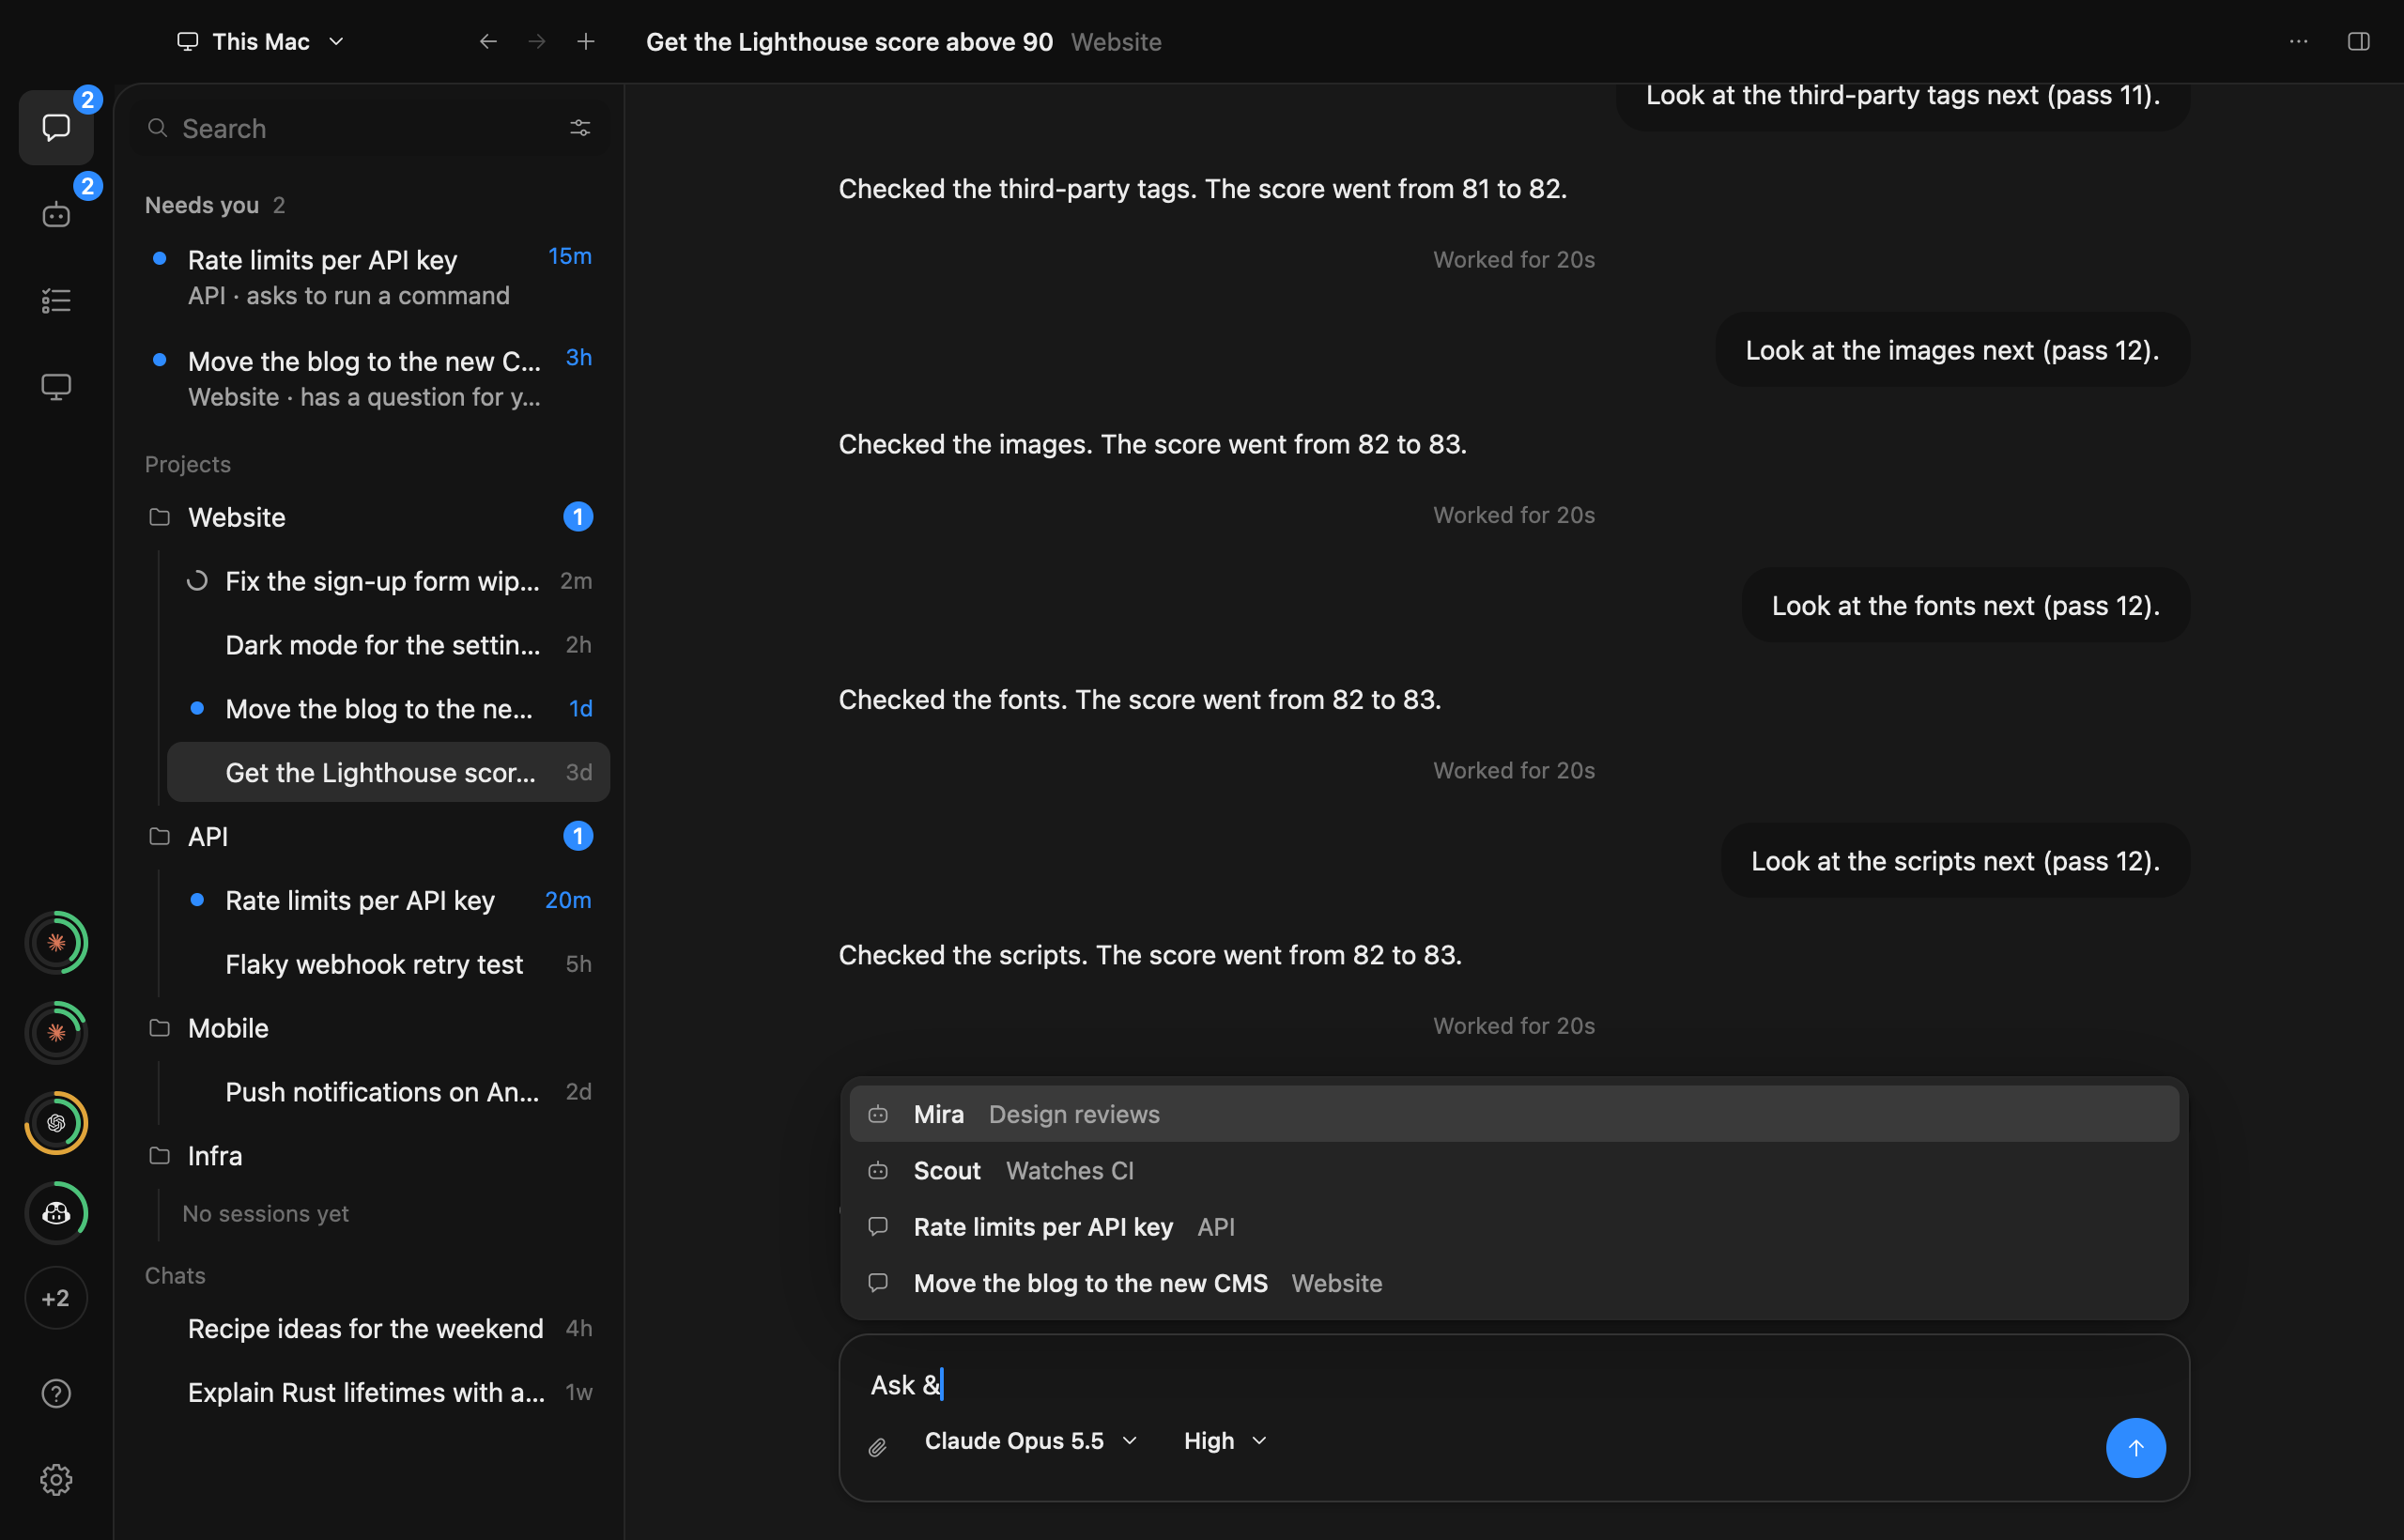 This Mac
Get the Lighthouse score above 90 Website
2
2
Search
Needs you 2
Rate limits per API key 15m
API · asks to run a command
Move the blog to the new C... 3h
Website · has a question for y...
Projects
Website 1
Fix the sign-up form wip... 2m
Dark mode for the settin... 2h
Move the blog to the ne... 1d
Get the Lighthouse scor... 3d
API 1
Rate limits per API key 20m
Flaky webhook retry test 5h
Mobile
Push notifications on An... 2d
Infra
No sessions yet
Chats
Recipe ideas for the weekend 4h
Explain Rust lifetimes with a... 1w
+2
Look at the third-party tags next (pass 11).
Checked the third-party tags. The score went from 81 to 82.
Worked for 20s
Look at the images next (pass 12).
Checked the images. The score went from 82 to 83.
Worked for 20s
Look at the fonts next (pass 12).
Checked the fonts. The score went from 82 to 83.
Worked for 20s
Look at the scripts next (pass 12).
Checked the scripts. The score went from 82 to 83.
Worked for 20s
Mira Design reviews
Scout Watches CI
Rate limits per API key API
Move the blog to the new CMS Website
Ask &
Claude Opus 5.5 High